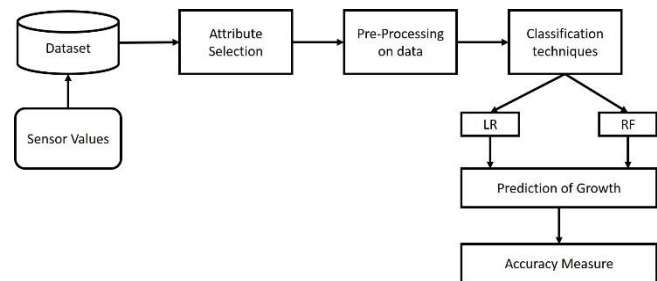 Dataset
Attribute
Selection
Pre-Processing
on data
Classification
techniques
Sensor Values
LR
RF
Prediction of Growth
Accuracy Measure